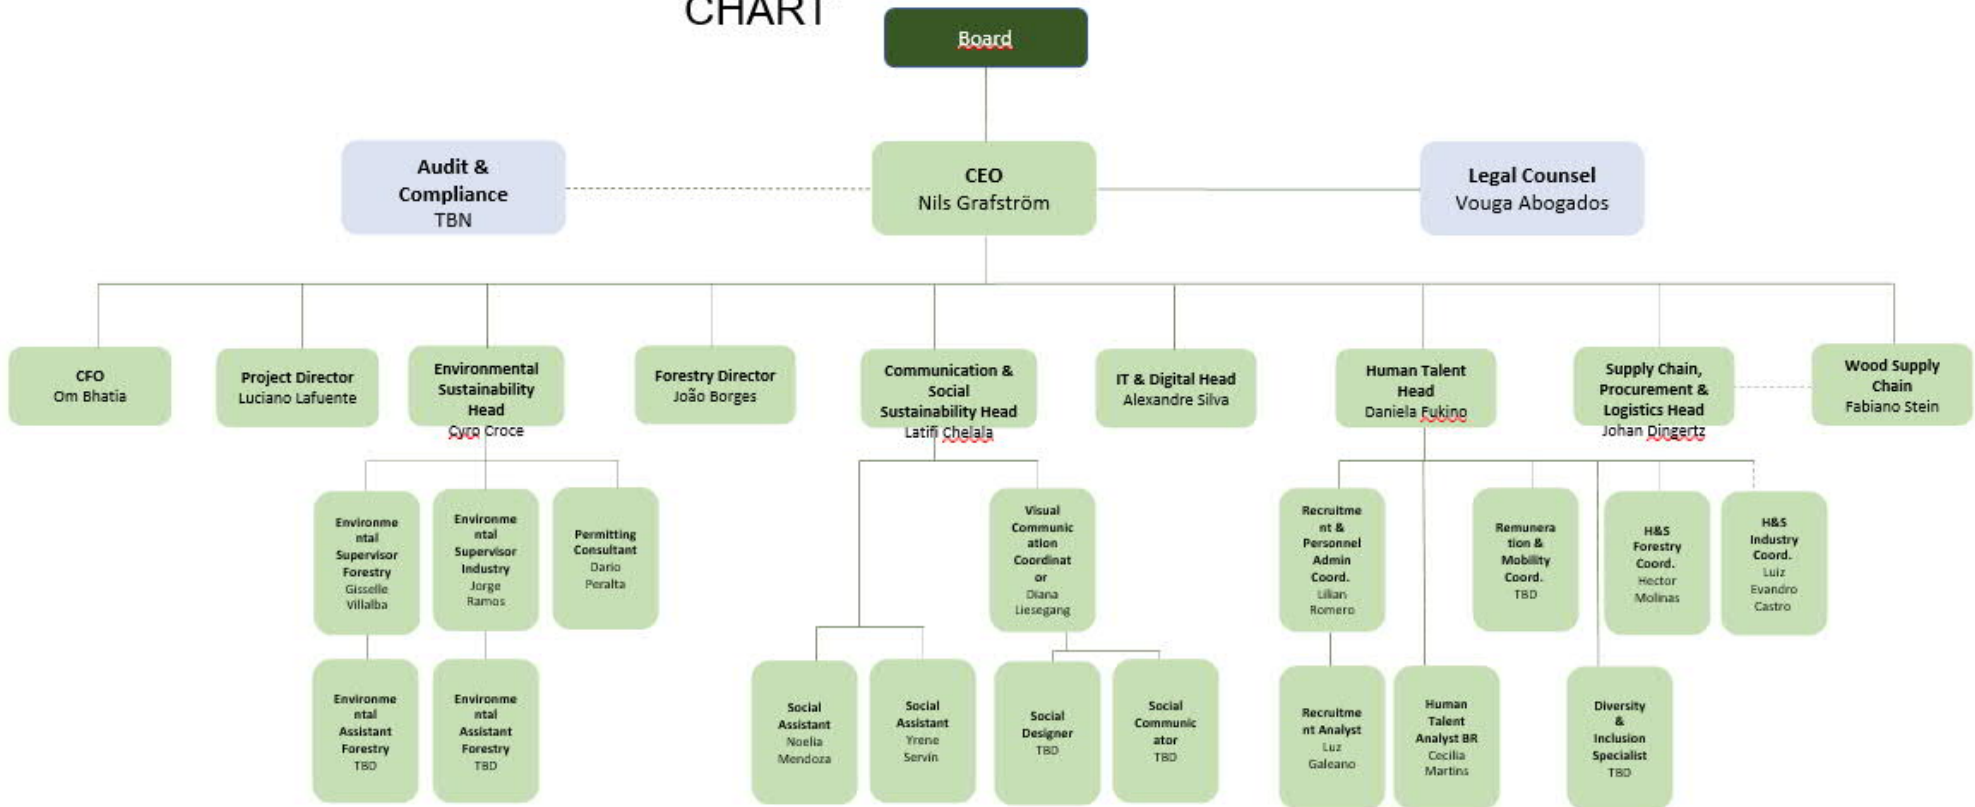 CHART
Board
Audit &
Compliance
TBN
CEO
Nils Grafström
Legal Counsel
Vouga Abogados
CFO
Om Bhatia
Project Director
Luciano Lafuente
Environmental
Sustainability
Head
Cyro Croce
Forestry Director
João Borges
Communication &
Social
Sustainability Head
Latifi Chelala
IT & Digital Head
Alexandre Silva
Human Talent
Head
Daniela Fukino
Supply Chain,
Procurement &
Logistics Head
Johan Dingertz
Wood Supply
Chain
Fabiano Stein
Environme
ntal
Supervisor
Forestry
Gisselle
Villalba
Environme
ntal
Supervisor
Industry
Jorge
Ramos
Permitting
Consultant
Dario
Peralta
Visual
Communic
ation
Coordinat
or
Diana
Liesegang
Recruitme
nt &
Personnel
Admin
Coord.
Lilian
Romero
Remunera
tion &
Mobility
Coord.
TBD
H&S
Forestry
Coord.
Hector
Molinas
H&S
Industry
Coord.
Luiz
Evandro
Castro
Environme
ntal
Assistant
Forestry
TBD
Environme
ntal
Assistant
Forestry
TBD
Social
Assistant
Noelia
Mendoza
Social
Assistant
Yrene
Servin
Social
Designer
TBD
Social
Communic
ator
TBD
Recruitme
nt Analyst
Luz
Galeano
Human
Talent
Analyst BR
Cecilia
Martins
Diversity
&
Inclusion
Specialist
TBD